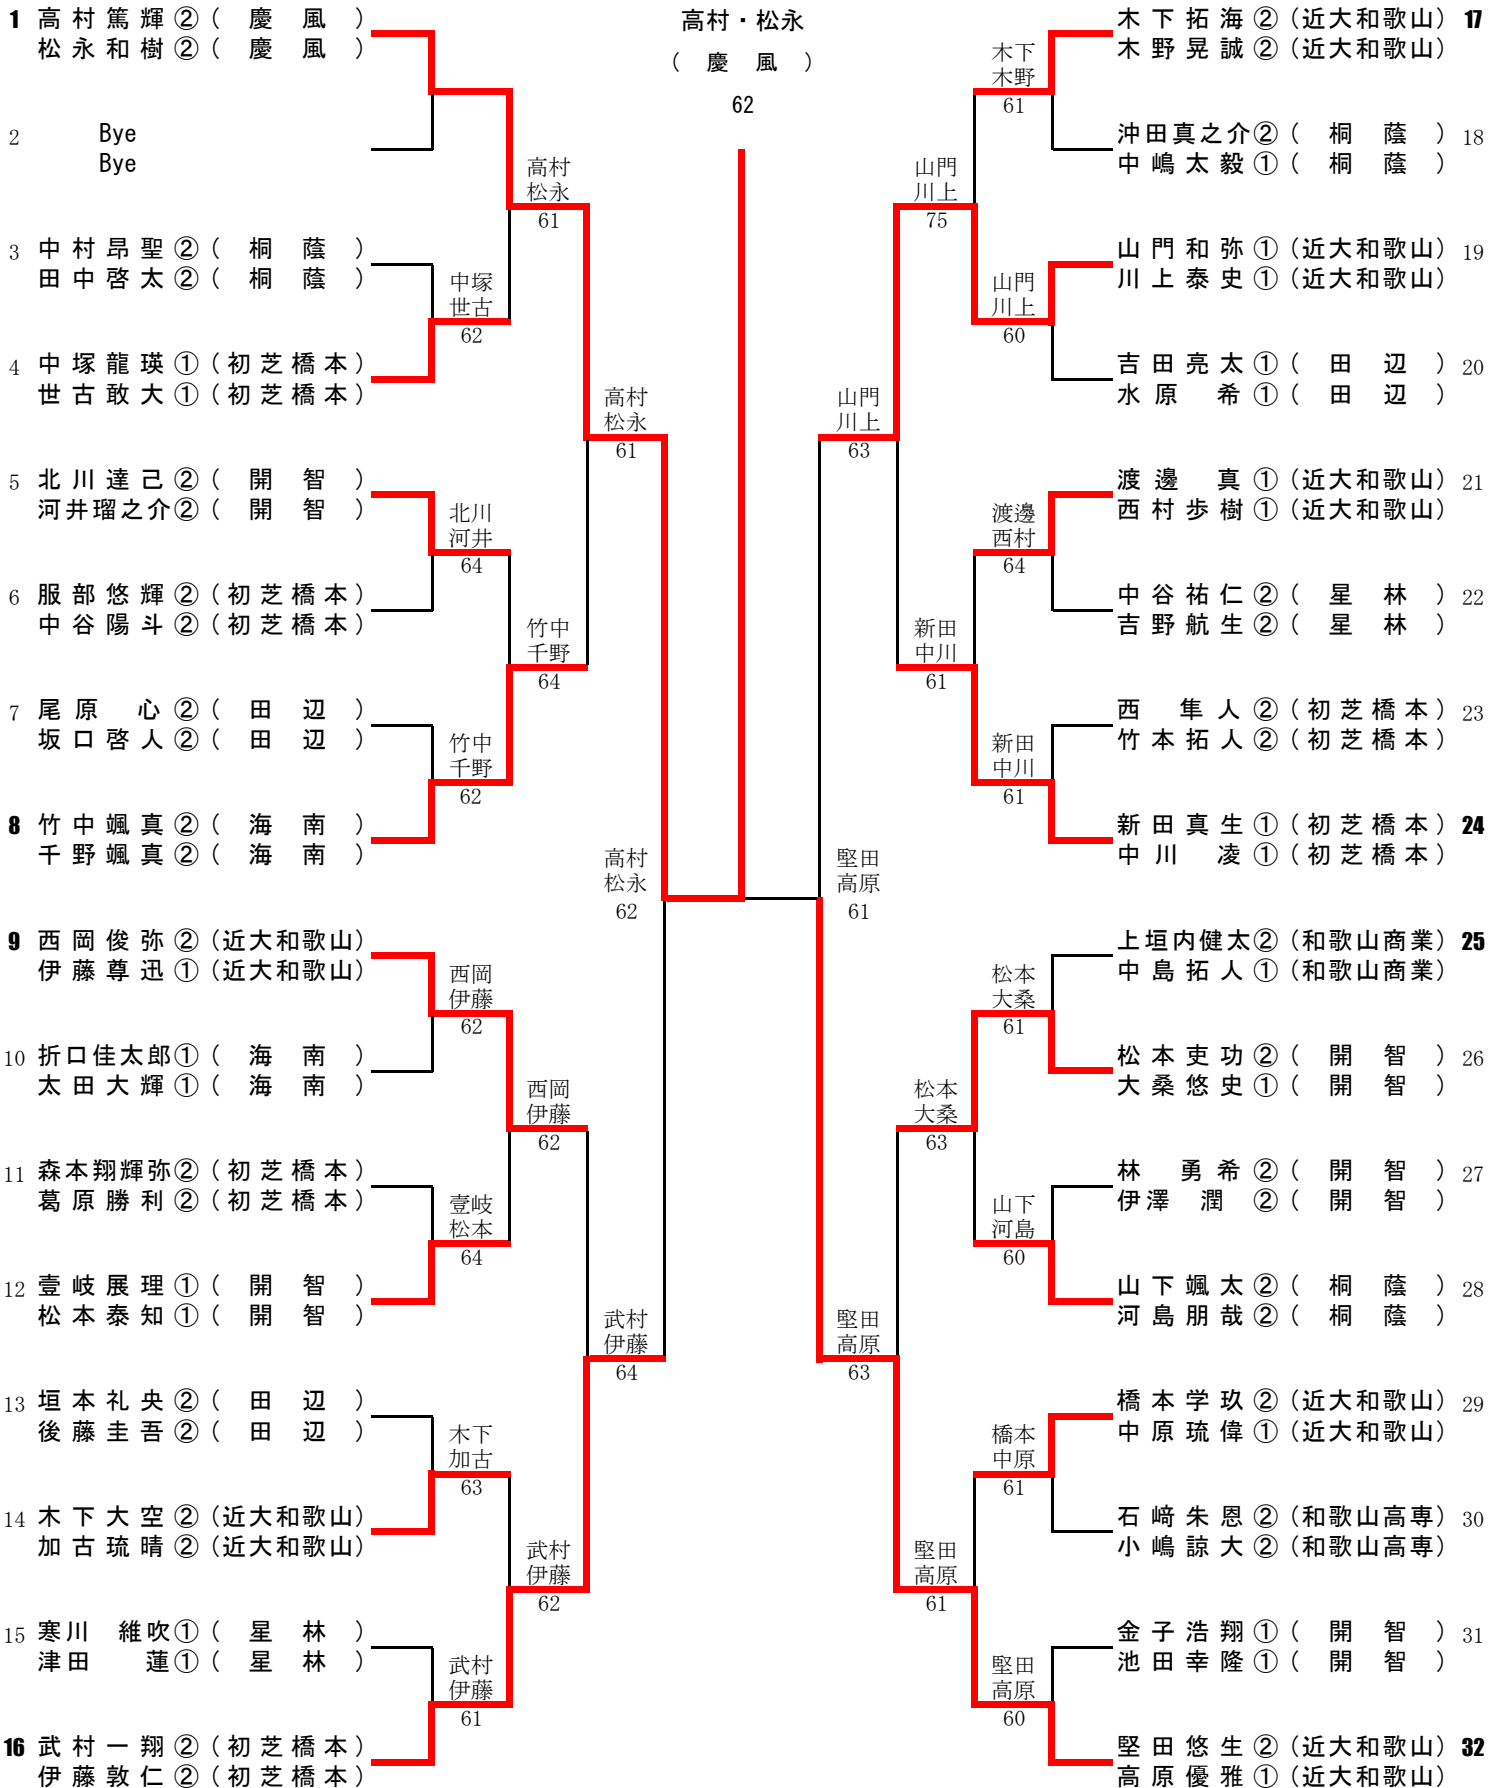 高村・松永
（慶風）
62
1 高村篤輝②（慶風）
松永和樹②（慶風）
2 Bye
Bye
3 中村昂聖②（桐蔭）
田中啓太②（桐蔭）
4 中塚龍瑛①（初芝橋本）
世古敢大①（初芝橋本）
5 北川達己②（開智）
河井瑠之介②（開智）
6 服部悠輝②（初芝橋本）
中谷陽斗②（初芝橋本）
7 尾原心②（田辺）
坂口啓人②（田辺）
8 竹中颯真②（海南）
千野颯真②（海南）
9 西岡俊弥②（近大和歌山）
伊藤尊迅①（近大和歌山）
10 折口佳太郎①（海南）
太田大輝①（海南）
11 森本翔輝弥②（初芝橋本）
葛原勝利②（初芝橋本）
12 壹岐展理①（開智）
松本泰知①（開智）
13 垣本礼央②（田辺）
後藤圭吾②（田辺）
14 木下大空②（近大和歌山）
加古琉晴②（近大和歌山）
15 寒川維吹①（星林）
津田蓮①（星林）
16 武村一翔②（初芝橋本）
伊藤敦仁②（初芝橋本）
中塚
世古
62
北川
河井
64
竹中
千野
62
西岡
伊藤
62
壹岐
松本
64
木下
加古
63
武村
伊藤
61
高村
松永
61
竹中
千野
64
西岡
伊藤
62
武村
伊藤
62
高村
松永
61
武村
伊藤
64
高村
松永
62
堅田
高原
61
山門
川上
63
堅田
高原
63
山門
川上
75
新田
中川
61
松本
大桑
63
堅田
高原
61
木下
木野
61
山門
川上
60
渡邊
西村
64
新田
中川
61
松本
大桑
61
山下
河島
60
橋本
中原
61
堅田
高原
60
木下拓海②（近大和歌山） 17
木野晃誠②（近大和歌山）
沖田真之介②（桐蔭） 18
中嶋太毅①（桐蔭）
山門和弥①（近大和歌山） 19
川上泰史①（近大和歌山）
吉田亮太①（田辺） 20
水原希①（田辺）
渡邊真①（近大和歌山） 21
西村歩樹①（近大和歌山）
中谷祐仁②（星林） 22
吉野航生②（星林）
西隼人②（初芝橋本） 23
竹本拓人②（初芝橋本）
新田真生①（初芝橋本） 24
中川凌①（初芝橋本）
上垣内健太②（和歌山商業） 25
中島拓人①（和歌山商業）
松本吏功②（開智） 26
大桑悠史①（開智）
林勇希②（開智） 27
伊澤潤②（開智）
山下颯太②（桐蔭） 28
河島朋哉②（桐蔭）
橋本学玖②（近大和歌山） 29
中原琉偉①（近大和歌山）
石﨑朱恩②（和歌山高専） 30
小嶋諒大②（和歌山高専）
金子浩翔①（開智） 31
池田幸隆①（開智）
堅田悠生②（近大和歌山） 32
高原優雅①（近大和歌山）